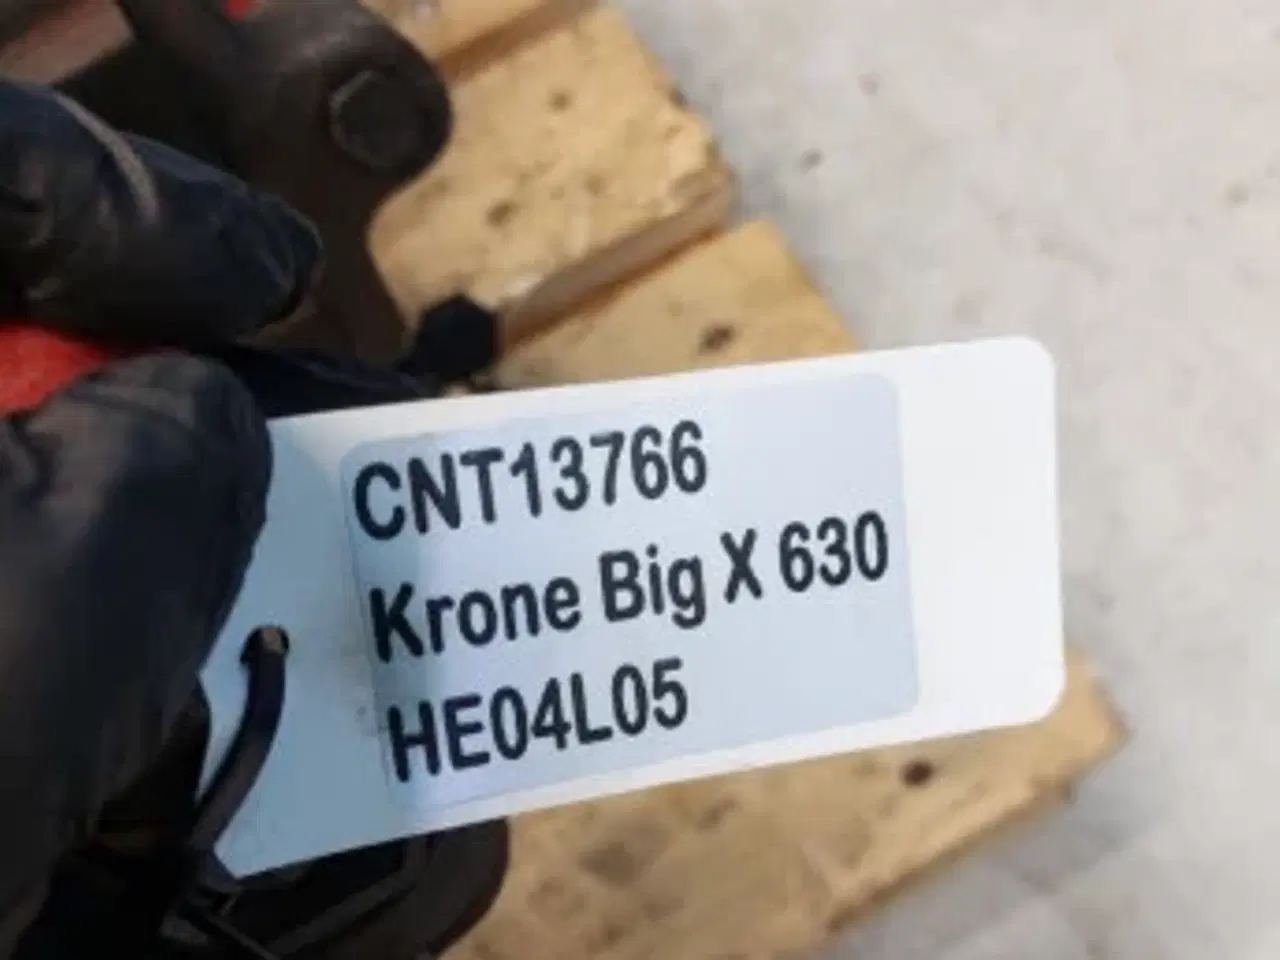 CNT13766
Krone Big X 630
HE04L05